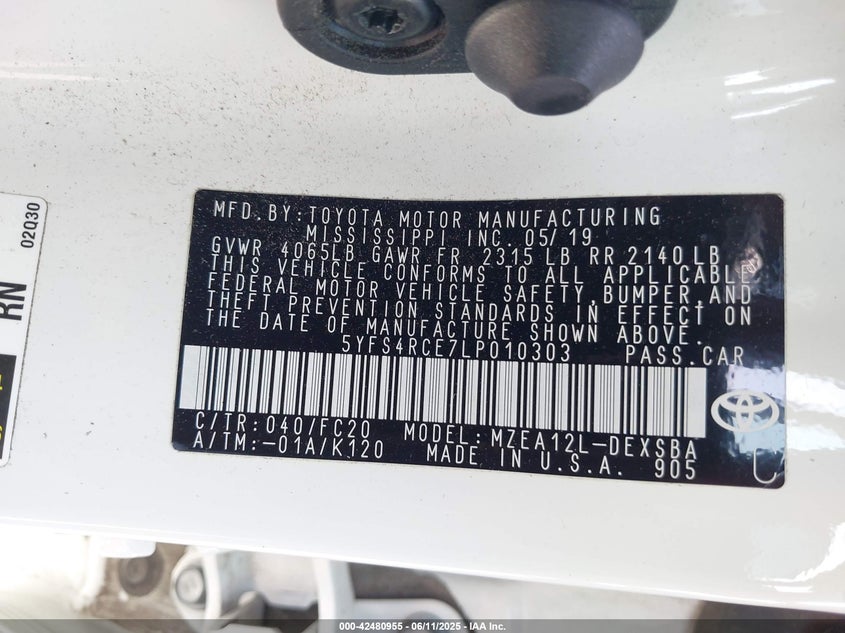 MFD. BY: TOYOTA MOTOR MANUFACTURING
MISSISSIPPI INC. 05/19
GVWR 4065LB GAWR FR 2315 LB RR 2140 LB
THIS VEHICLE CONFORMS TO ALL APPLICABLE
FEDERAL MOTOR VEHICLE SAFETY, BUMPER, AND
THEFT PREVENTION STANDARDS IN EFFECT ON
THE DATE OF MANUFACTURE SHOWN ABOVE.
5YFS4RCE7LP010303 PASS. CAR
C/TR: 040/FC20 MODEL: MZEA12L-DEXSBA
A/TM: -01A/K120 MADE IN U.S.A. 905
RN
02Q30
000-42480955 - 06/11/2025 - IAA Inc.